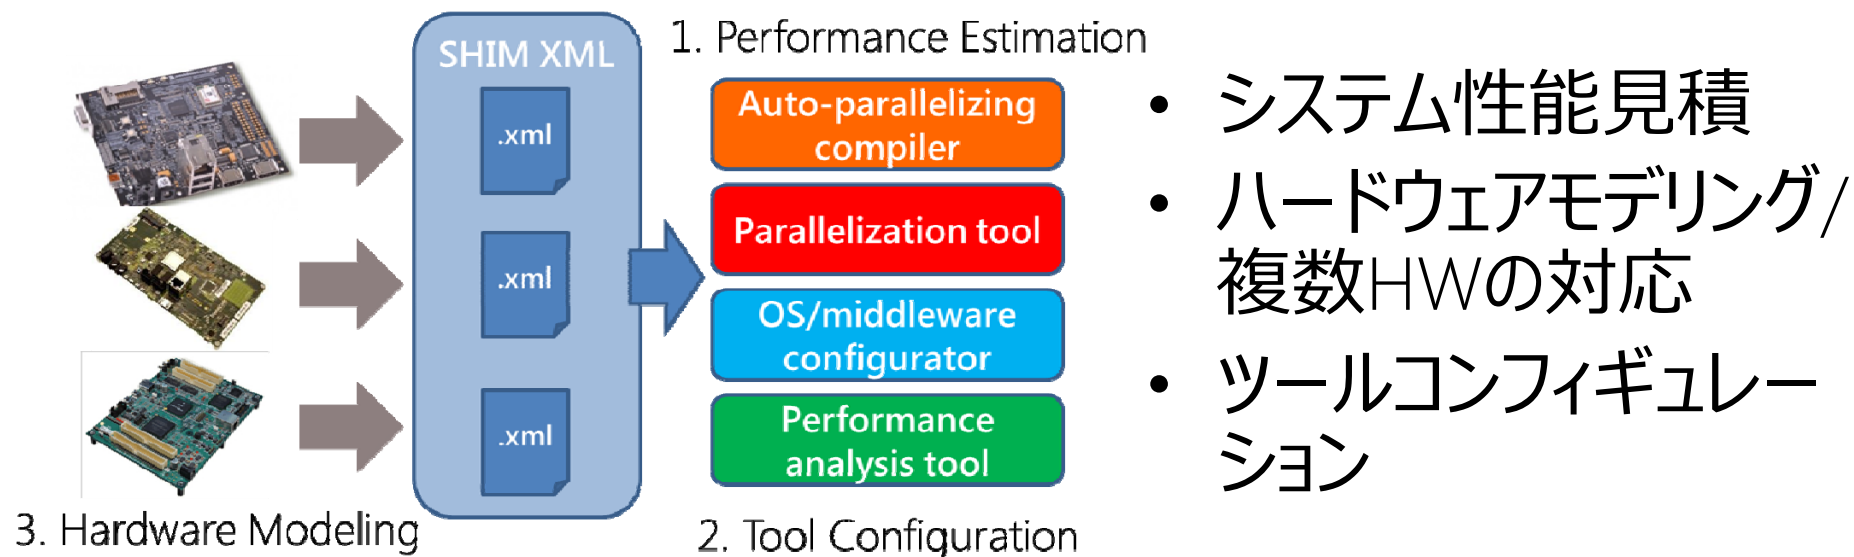 SHIM XML
.xml
.xml
.xml
3. Hardware Modeling
1. Performance Estimation
Auto-parallelizing
compiler
Parallelization tool
OS/middleware
configurator
Performance
analysis tool
2. Tool Configuration
• システム性能見積
• ハードウェアモデリング/
複数HWの対応
• ツールコンフィギュレー
ション